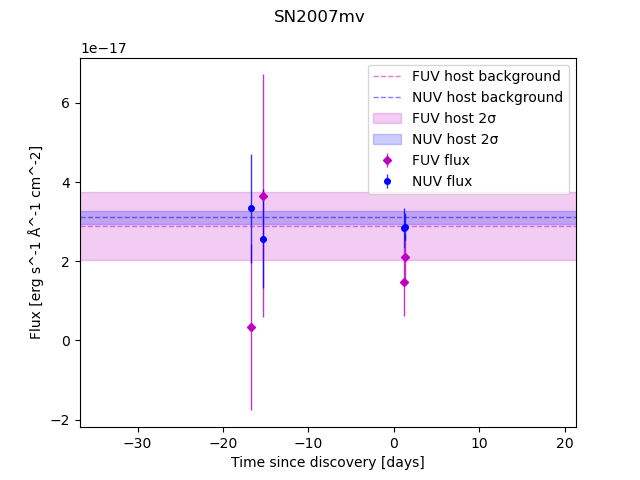 SN2007mv
1e−17
FUV host background
NUV host background
FUV host 2σ
NUV host 2σ
FUV flux
NUV flux
6
4
2
0
−2
Flux [erg s^-1 Å^-1 cm^-2]
−30 −20 −10 0 10 20
Time since discovery [days]